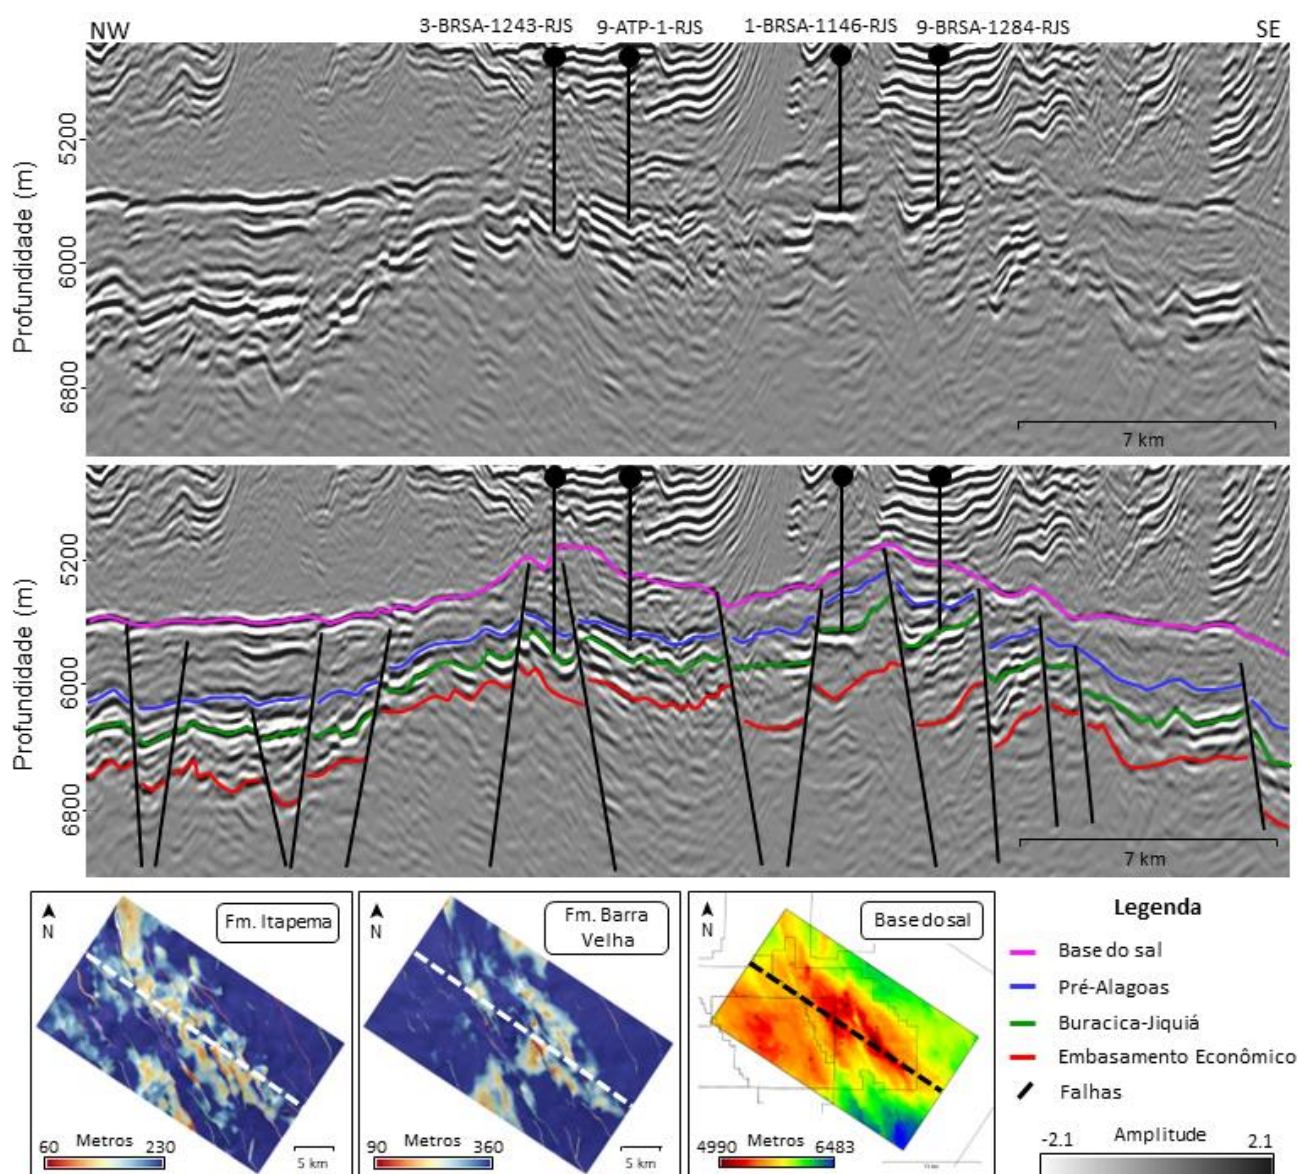 NW
3-BRSA-1243-RJS
9-ATP-1-RJS
1-BRSA-1146-RJS
9-BRSA-1284-RJS
SE
Profundidade (m)
5200
6000
6800
7 km
Profundidade (m)
5200
6000
6800
7 km
N
Fm. Itapema
60 Metros 230
5 km
N
Fm. Barra
Velha
90 Metros 360
5 km
N
Base do sal
4990 Metros 6483
Legenda
Base do sal
Pré-Alagoas
Buracica-Jiquiá
Embasamento Econômico
Falhas
-2.1 Amplitude 2.1